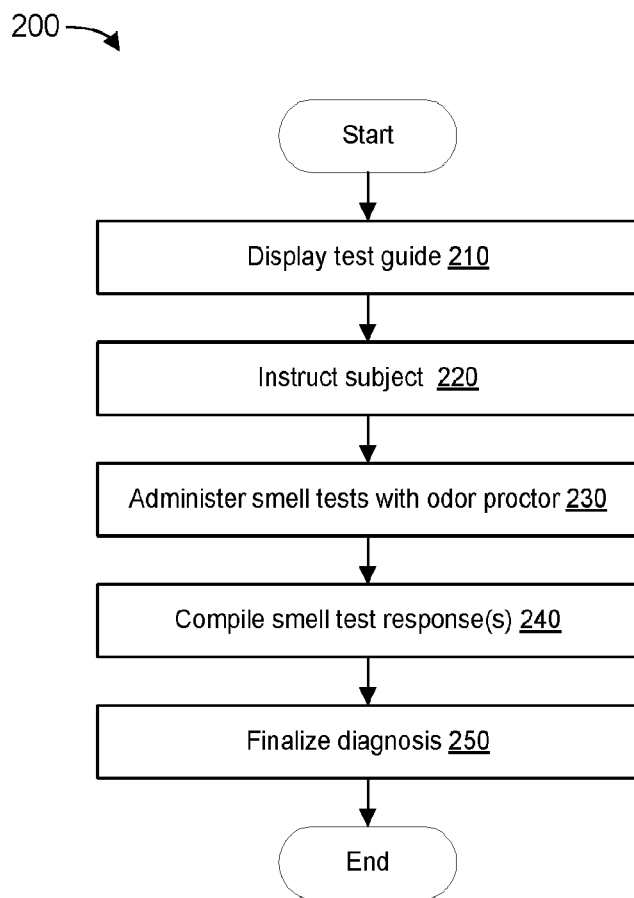 200
Start
Display test guide 210
Instruct subject 220
Administer smell tests with odor proctor 230
Compile smell test response(s) 240
Finalize diagnosis 250
End